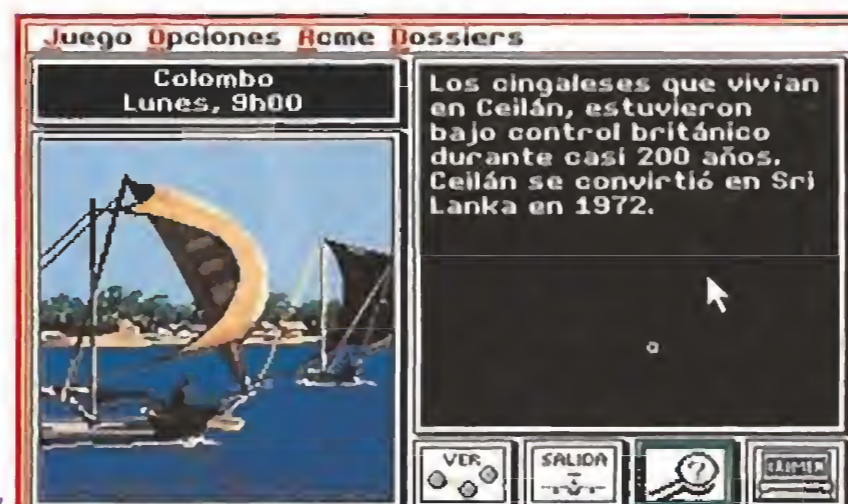 Juego Opciones Acme Dossiers
Colombo
Lunes, 9h00
Los cingaleses que vivían
en Ceilán, estuvieron
bajo control británico
durante casi 200 años.
Ceilán se convirtió en Sri
Lanka en 1972.
VER
SALIDA
?